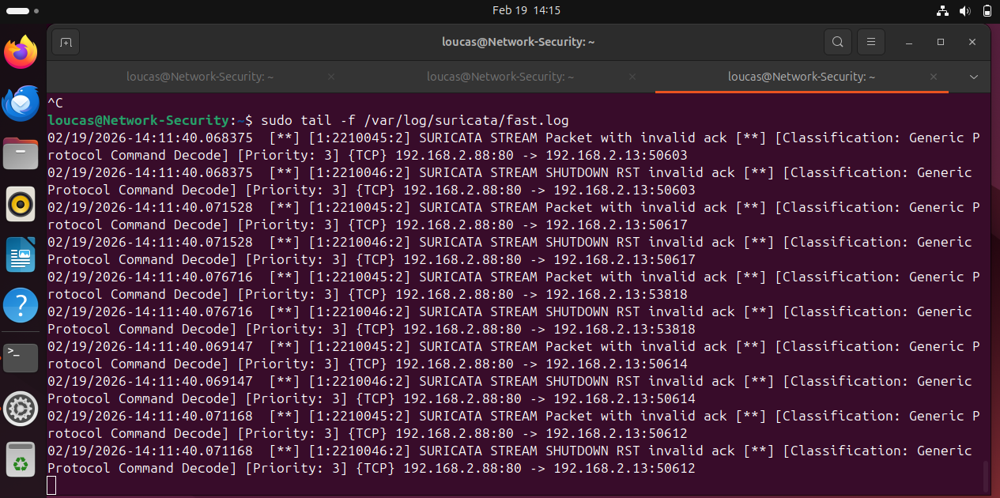 Feb 19 14:15
loucas@Network-Security: ~
loucas@Network-Security: ~ loucas@Network-Security: ~ loucas@Network-Security: ~
^C
loucas@Network-Security:~$ sudo tail -f /var/log/suricata/fast.log
02/19/2026-14:11:40.068375  [**] [1:2210045:2] SURICATA STREAM Packet with invalid ack [**] [Classification: Generic P
rotocol Command Decode] [Priority: 3] {TCP} 192.168.2.88:80 -> 192.168.2.13:50603
02/19/2026-14:11:40.068375  [**] [1:2210046:2] SURICATA STREAM SHUTDOWN RST invalid ack [**] [Classification: Generic
Protocol Command Decode] [Priority: 3] {TCP} 192.168.2.88:80 -> 192.168.2.13:50603
02/19/2026-14:11:40.071528  [**] [1:2210045:2] SURICATA STREAM Packet with invalid ack [**] [Classification: Generic P
rotocol Command Decode] [Priority: 3] {TCP} 192.168.2.88:80 -> 192.168.2.13:50617
02/19/2026-14:11:40.071528  [**] [1:2210046:2] SURICATA STREAM SHUTDOWN RST invalid ack [**] [Classification: Generic
Protocol Command Decode] [Priority: 3] {TCP} 192.168.2.88:80 -> 192.168.2.13:50617
02/19/2026-14:11:40.076716  [**] [1:2210045:2] SURICATA STREAM Packet with invalid ack [**] [Classification: Generic P
rotocol Command Decode] [Priority: 3] {TCP} 192.168.2.88:80 -> 192.168.2.13:53818
02/19/2026-14:11:40.076716  [**] [1:2210046:2] SURICATA STREAM SHUTDOWN RST invalid ack [**] [Classification: Generic
Protocol Command Decode] [Priority: 3] {TCP} 192.168.2.88:80 -> 192.168.2.13:53818
02/19/2026-14:11:40.069147  [**] [1:2210045:2] SURICATA STREAM Packet with invalid ack [**] [Classification: Generic P
rotocol Command Decode] [Priority: 3] {TCP} 192.168.2.88:80 -> 192.168.2.13:50614
02/19/2026-14:11:40.069147  [**] [1:2210046:2] SURICATA STREAM SHUTDOWN RST invalid ack [**] [Classification: Generic
Protocol Command Decode] [Priority: 3] {TCP} 192.168.2.88:80 -> 192.168.2.13:50614
02/19/2026-14:11:40.071168  [**] [1:2210045:2] SURICATA STREAM Packet with invalid ack [**] [Classification: Generic P
rotocol Command Decode] [Priority: 3] {TCP} 192.168.2.88:80 -> 192.168.2.13:50612
02/19/2026-14:11:40.071168  [**] [1:2210046:2] SURICATA STREAM SHUTDOWN RST invalid ack [**] [Classification: Generic
Protocol Command Decode] [Priority: 3] {TCP} 192.168.2.88:80 -> 192.168.2.13:50612